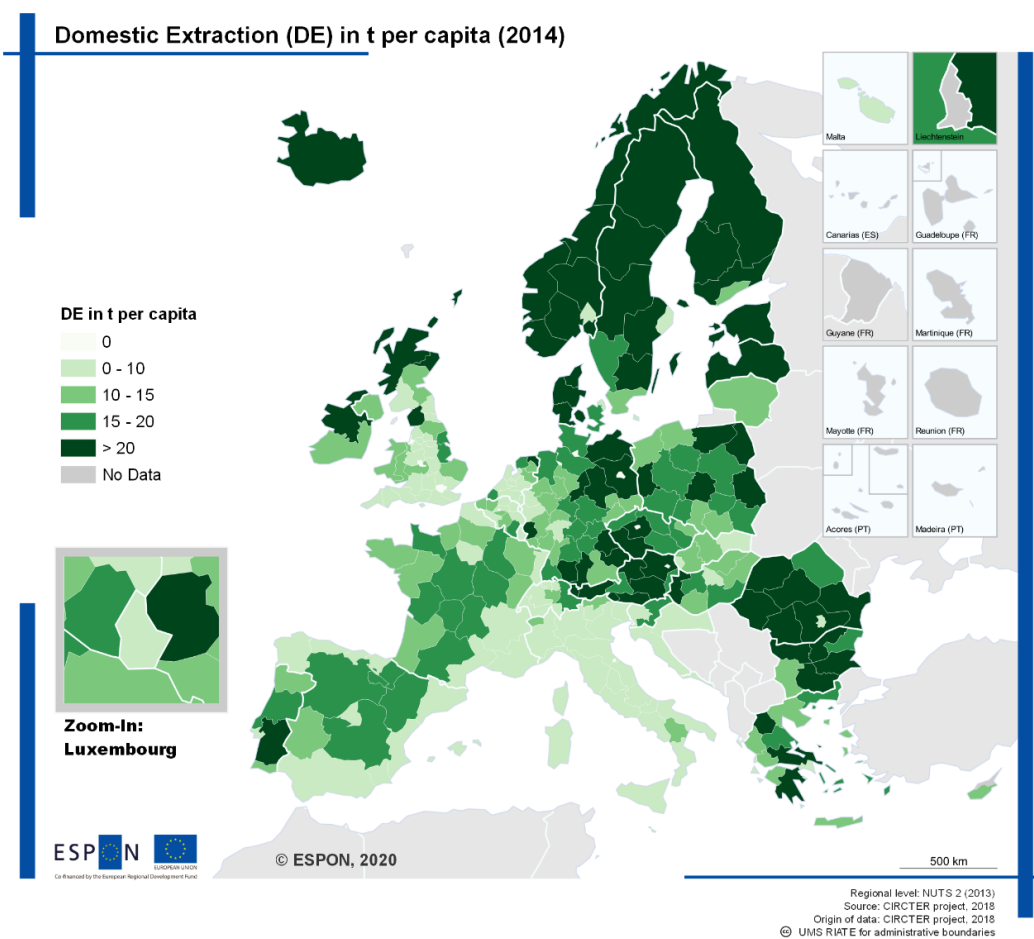 Domestic Extraction (DE) in t per capita (2014)
Malta
Liechtenstein
Canarias (ES)
Guadeloupe (FR)
Guyane (FR)
Martinique (FR)
Mayotte (FR)
Reunion (FR)
Acores (PT)
Madeira (PT)
DE in t per capita
0
0 - 10
10 - 15
15 - 20
> 20
No Data
Zoom-In:
Luxembourg
ESPON
EUROPEAN UNION
Co-financed by the European Regional Development Fund
© ESPON, 2020
500 km
Regional level: NUTS 2 (2013)
Source: CIRCTER project, 2018
Origin of data: CIRCTER project, 2018
cc UMS RIATE for administrative boundaries